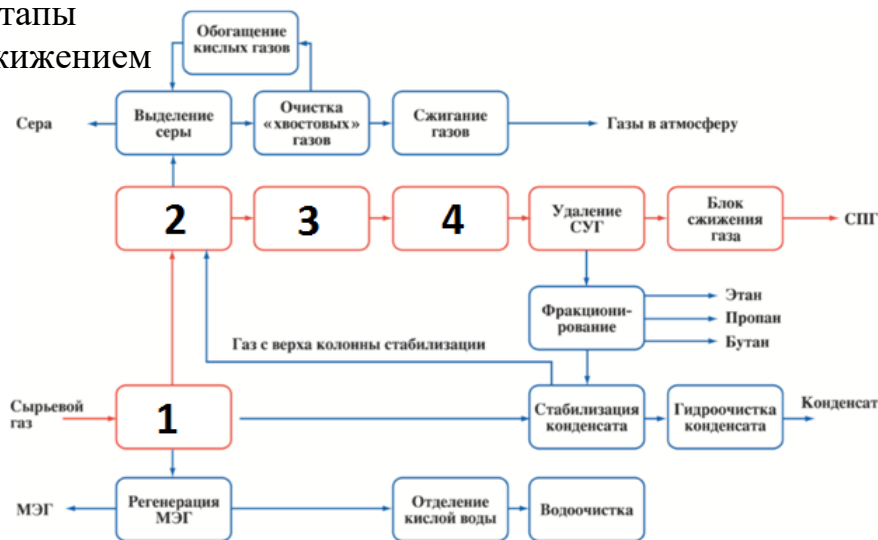 тапы
жижением
Обогащение
кислых газов
Сера
Выделение
серы
Очистка
«хвостовых»
газов
Сжигание
газов
Газы в атмосферу
2
3
4
Удаление
СУГ
Блок
сжижения
газа
СПГ
Фракциони-
рование
Этан
Пропан
Бутан
Газ с верха колонны стабилизации
Сырьевой
газ
1
Стабилизация
конденсата
Гидроочистка
конденсата
Конденсат
МЭГ
Регенерация
МЭГ
Отделение
кислой воды
Водоочистка